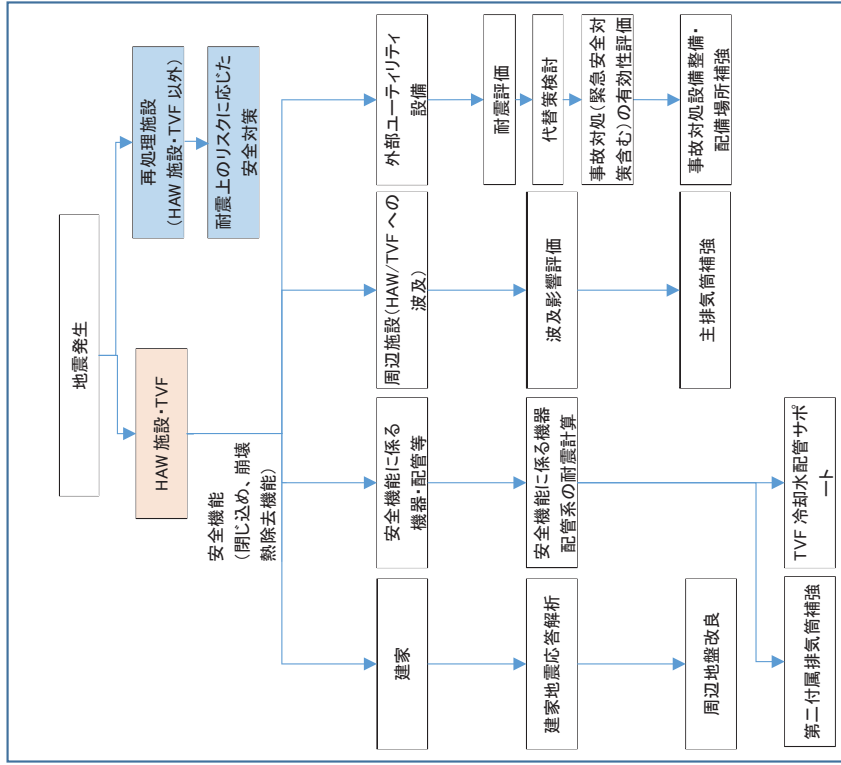 地震発生
HAW 施設・TVF
再処理施設
(HAW 施設・TVF 以外)
耐震上のリスクに応じた
安全対策
安全機能
(閉じ込め、崩壊
熱除去機能)
建家
安全機能に係る
機器・配管等
周辺施設(HAW/TVF への
波及)
外部ユーティリティ
設備
建家地震応答解析
安全機能に係る機器
配管系の耐震計算
波及影響評価
耐震評価
代替策検討
事故対処(緊急安全対
策含む)の有効性評価
周辺地盤改良
主排気筒補強
事故対処設備整備・
配備場所補強
第二付属排気筒補強
TVF 冷却水配管サポ
ート